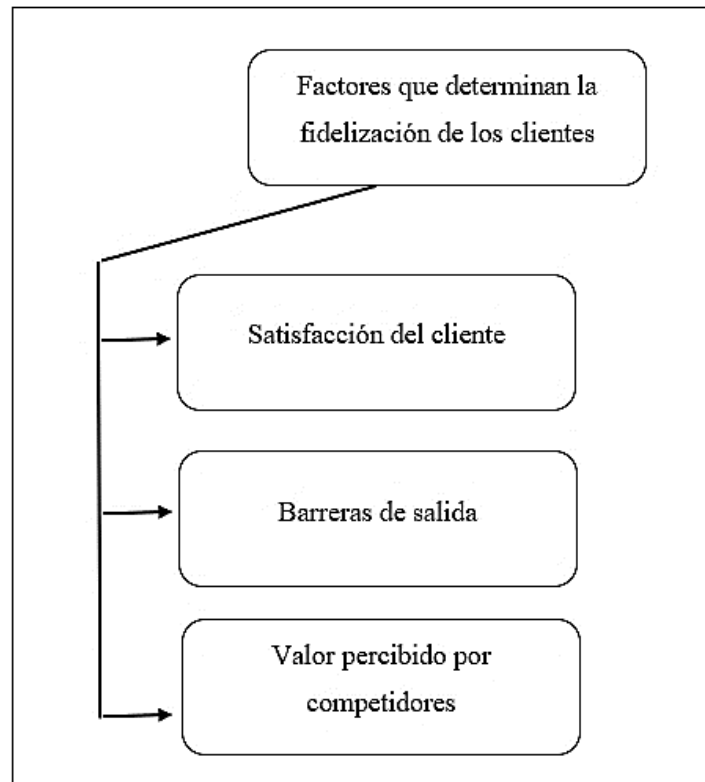 Factores que determinan la
fidelización de los clientes
Satisfacción del cliente
Barreras de salida
Valor percibido por
competidores